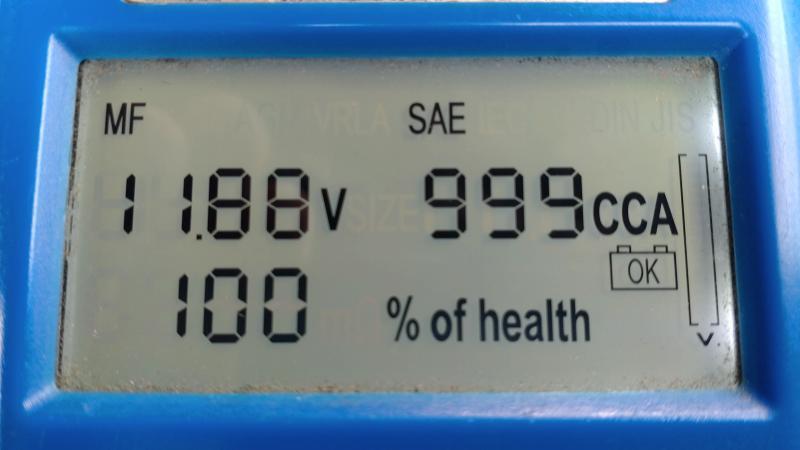 MF SAE
11.88 V 999 CCA
OK
100 % of health